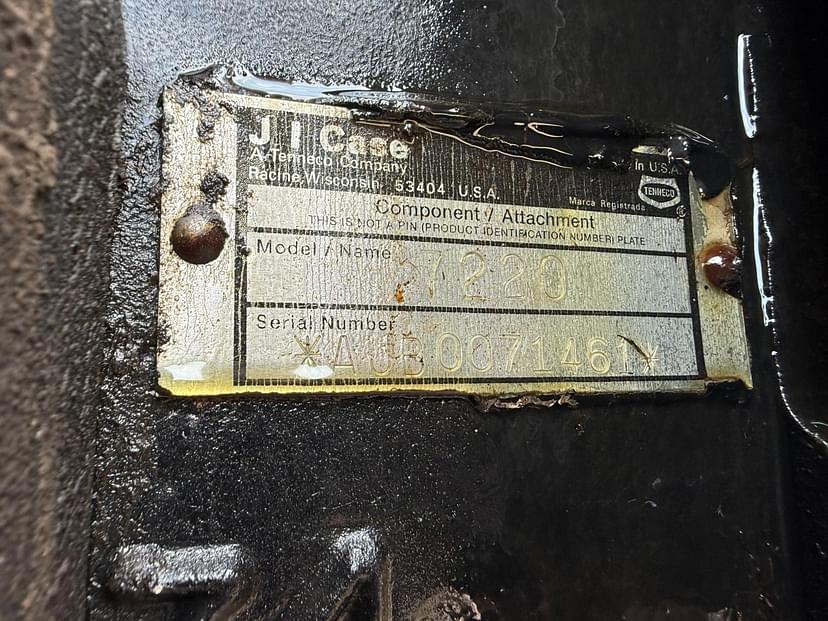 J I Case
A Tenneco Company
Racine, Wisconsin, 53404 U.S.A.
In U.S.A.
TENNECO
Marca Registrada
Component / Attachment
THIS IS NOT A PIN (PRODUCT IDENTIFICATION NUMBER) PLATE
Model / Name
7220
Serial Number
*AJB0071461*